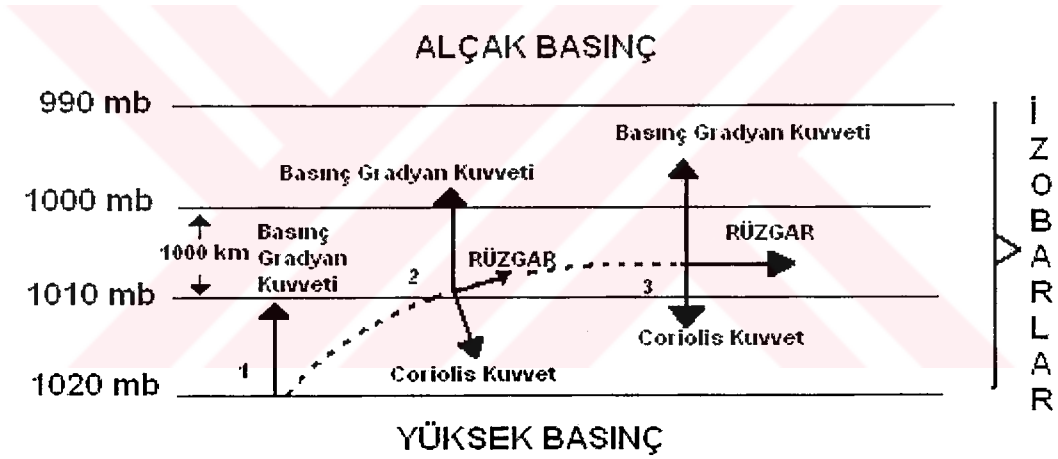 ALÇAK BASINÇ
990 mb
Basınç Gradyan Kuvveti
Basınç Gradyan Kuvveti
1000 mb
1000 km
Basınç
Gradyan
Kuvveti
RÜZGAR
RÜZGAR
2
1010 mb
3
1
Coriolis Kuvvet
Coriolis Kuvvet
1020 mb
YÜKSEK BASINÇ
İZOBARLAR